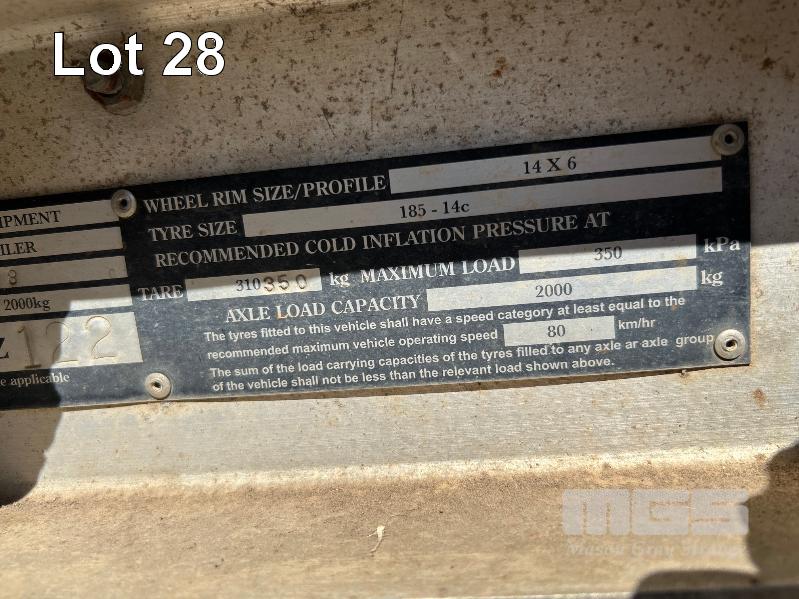 Lot 28
WHEEL RIM SIZE/PROFILE 14 X 6
TYRE SIZE 185 - 14c
RECOMMENDED COLD INFLATION PRESSURE AT
MAXIMUM LOAD 350 kPa
TARE 310350 kg
AXLE LOAD CAPACITY 2000 kg
The tyres fitted to this vehicle shall have a speed category at least equal to the
recommended maximum vehicle operating speed 80 km/hr
The sum of the load carrying capacities of the tyres filled to any axle ar axle group
of the vehicle shall not be less than the relevant load shown above.
IPMENT
ILER
8
2000kg
Z 122
e applicable
MGS
Mason Gray Strange